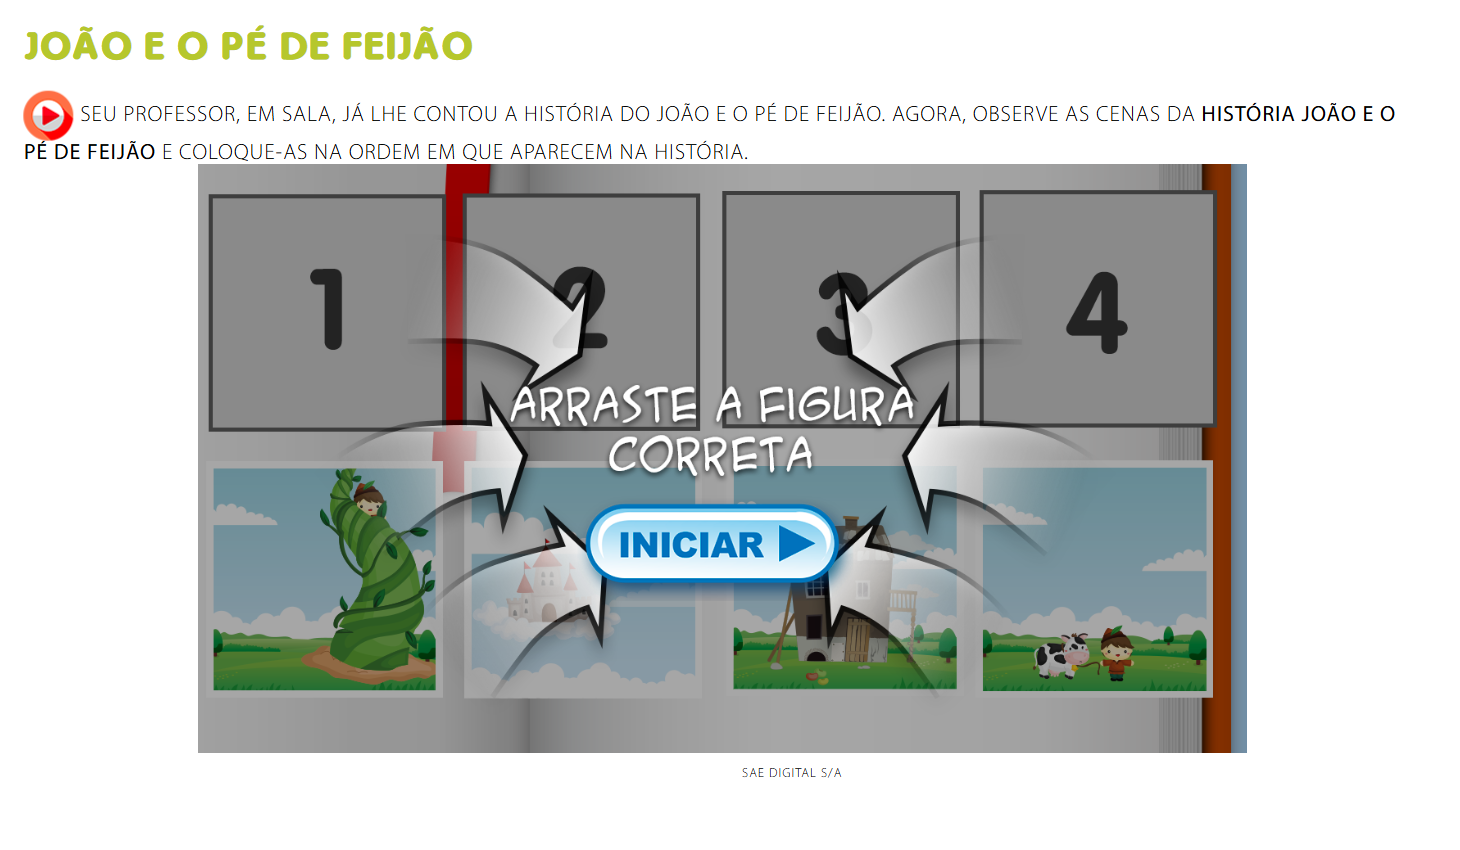 JOÃO E O PÉ DE FEIJÃO
SEU PROFESSOR, EM SALA, JÁ LHE CONTOU A HISTÓRIA DO JOÃO E O PÉ DE FEIJÃO. AGORA, OBSERVE AS CENAS DA HISTÓRIA JOÃO E O
PÉ DE FEIJÃO E COLOQUE-AS NA ORDEM EM QUE APARECEM NA HISTÓRIA.
1 2 3 4
ARRASTE A FIGURA
CORRETA
INICIAR
SAE DIGITAL S/A